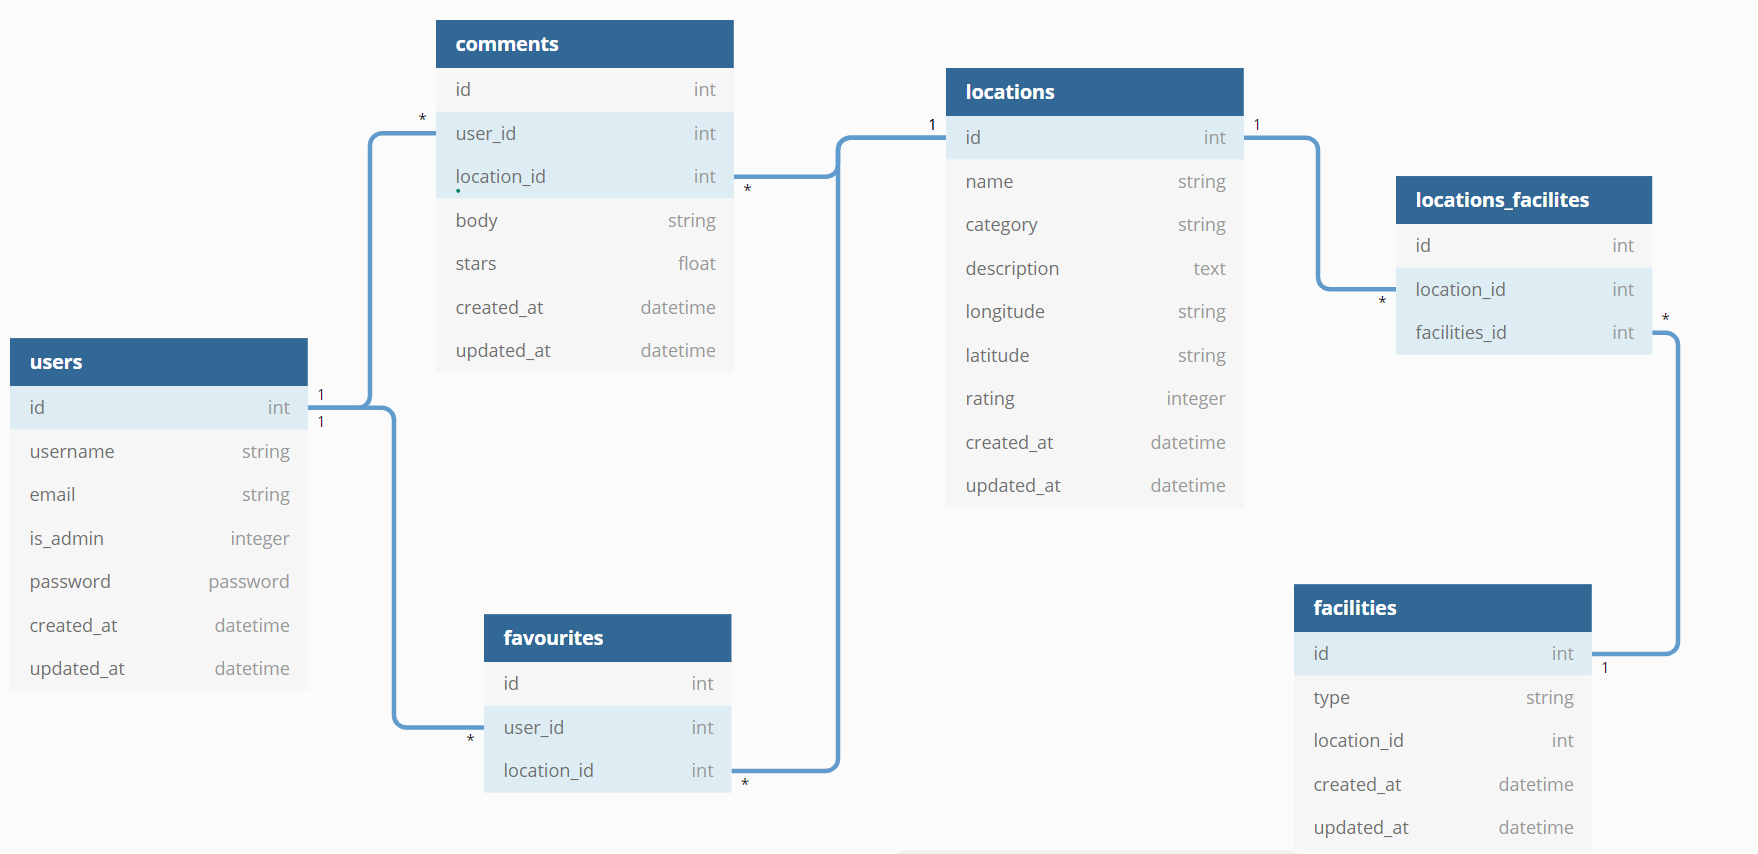 comments
id int
* user_id int
location_id int *
body string
stars float
created_at datetime
updated_at datetime
locations
1 id int 1
name string
category string
description text
longitude string
latitude string
rating integer
created_at datetime
updated_at datetime
locations_facilites
id int
* location_id int
facilities_id int *
users
id int 1
1
username string
email string
is_admin integer
password password
created_at datetime
updated_at datetime
favourites
id int
* user_id int
location_id int *
facilities
id int 1
type string
location_id int
created_at datetime
updated_at datetime